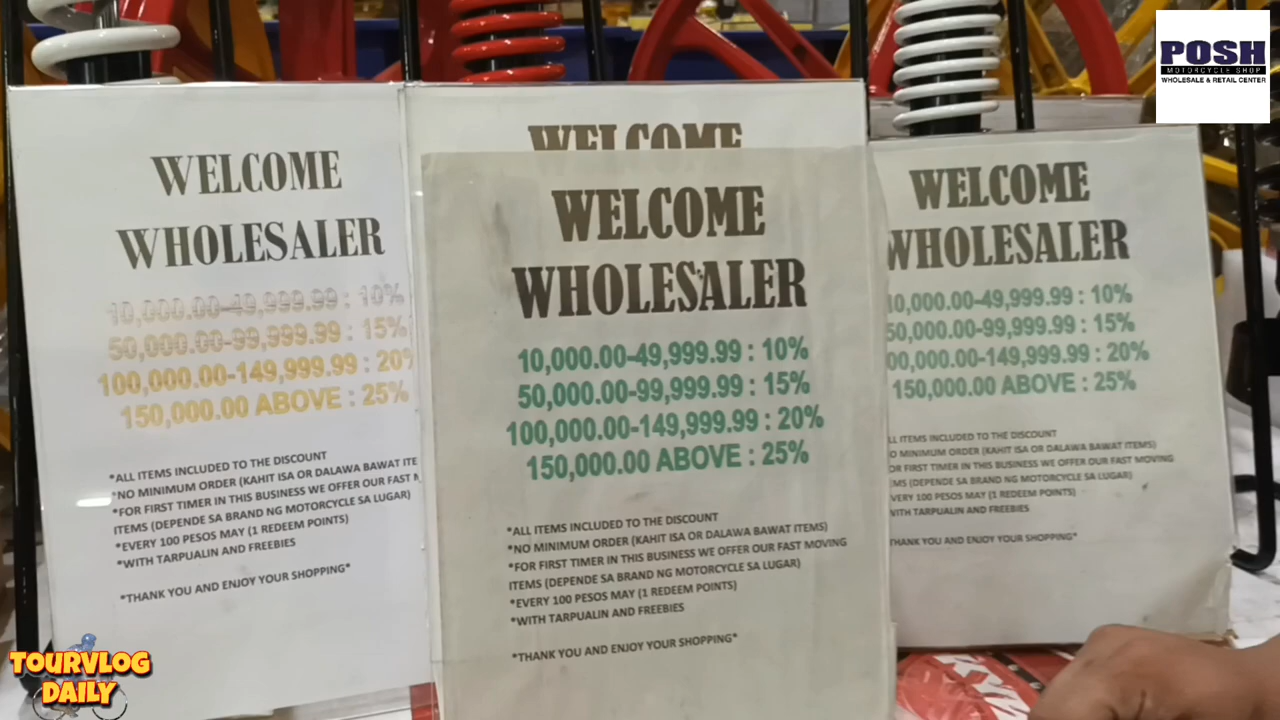 WELCOME
WHOLESALER
10,000.00-49,999.99 : 10%
50,000.00-99,999.99 : 15%
100,000.00-149,999.99 : 20%
150,000.00 ABOVE : 25%
*ALL ITEMS INCLUDED TO THE DISCOUNT
*NO MINIMUM ORDER (KAHIT ISA OR DALAWA BAWAT ITE
*FOR FIRST TIMER IN THIS BUSINESS WE OFFER OUR FAST
ITEMS (DEPENDE SA BRAND NG MOTORCYCLE SA LUGAR)
*EVERY 100 PESOS MAY (1 REDEEM POINTS)
*WITH TARPUALIN AND FREEBIES
*THANK YOU AND ENJOY YOUR SHOPPING*
WELCOME
WELCOME
WHOLESALER
10,000.00-49,999.99 : 10%
50,000.00-99,999.99 : 15%
100,000.00-149,999.99 : 20%
150,000.00 ABOVE : 25%
*ALL ITEMS INCLUDED TO THE DISCOUNT
*NO MINIMUM ORDER (KAHIT ISA OR DALAWA BAWAT ITEMS)
*FOR FIRST TIMER IN THIS BUSINESS WE OFFER OUR FAST MOVING
ITEMS (DEPENDE SA BRAND NG MOTORCYCLE SA LUGAR)
*EVERY 100 PESOS MAY (1 REDEEM POINTS)
*WITH TARPUALIN AND FREEBIES
*THANK YOU AND ENJOY YOUR SHOPPING*
WELCOME
WHOLESALER
10,000.00-49,999.99 : 10%
50,000.00-99,999.99 : 15%
00,000.00-149,999.99 : 20%
150,000.00 ABOVE : 25%
LL ITEMS INCLUDED TO THE DISCOUNT
O MINIMUM ORDER (KAHIT ISA OR DALAWA BAWAT ITEMS)
OR FIRST TIMER IN THIS BUSINESS WE OFFER OUR FAST MOVING
EMS (DEPENDE SA BRAND NG MOTORCYCLE SA LUGAR)
VERY 100 PESOS MAY (1 REDEEM POINTS)
WITH TARPUALIN AND FREEBIES
THANK YOU AND ENJOY YOUR SHOPPING*
POSH
MOTORCYCLE SHOP
WHOLESALE & RETAIL CENTER
TOURVLOG
DAILY
KYM